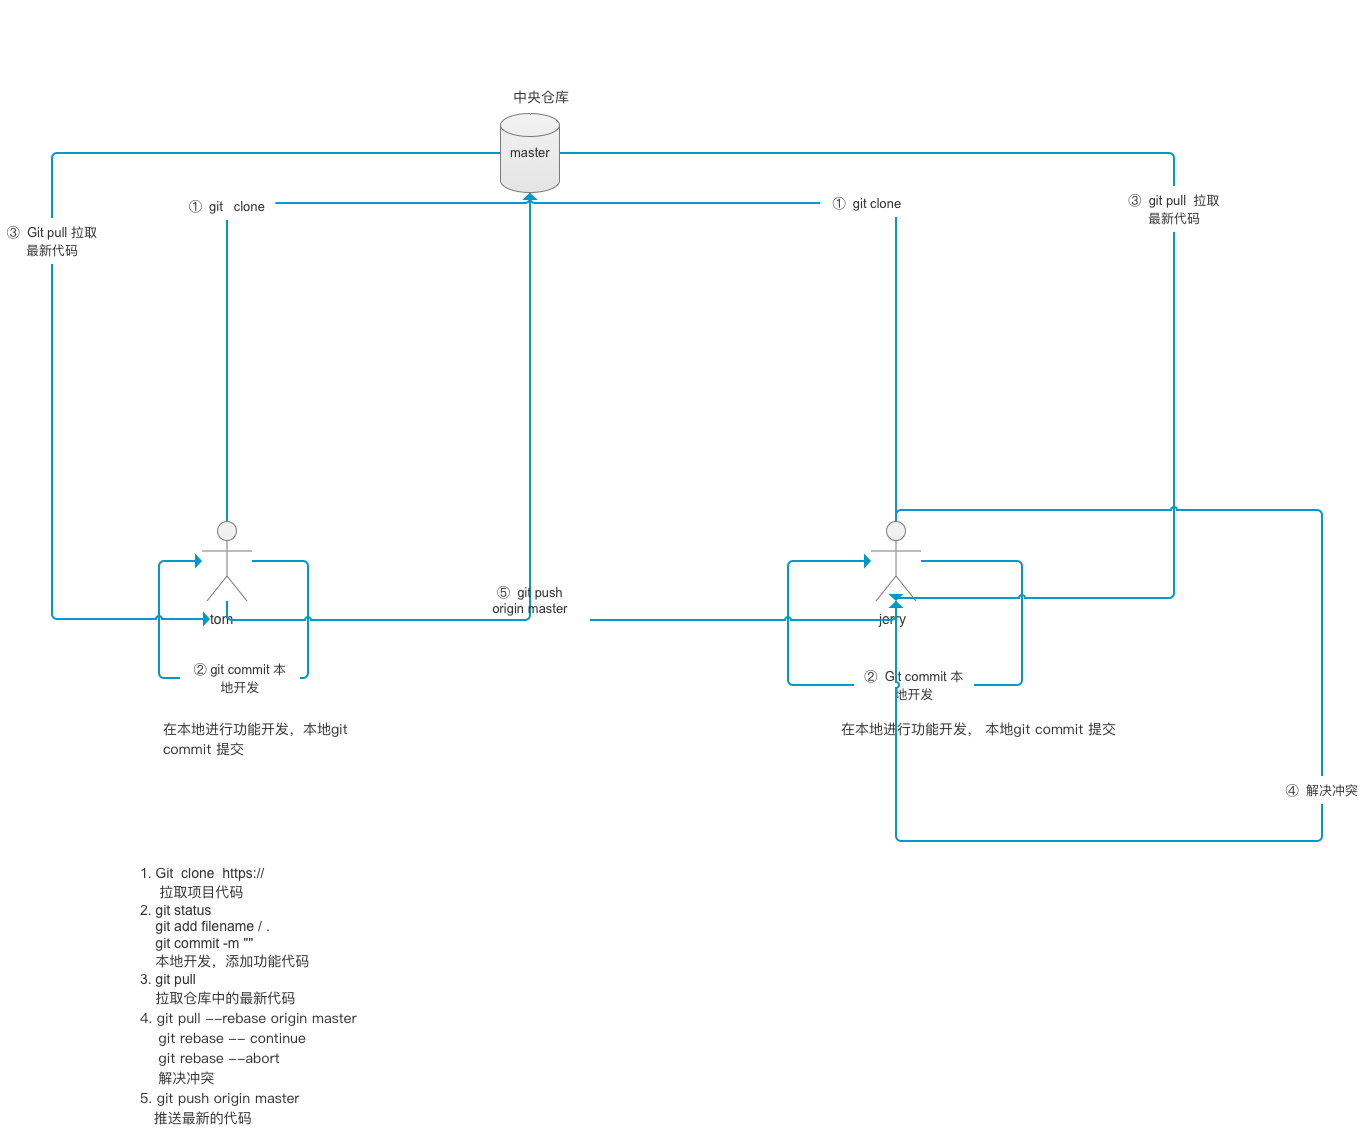 中央仓库
master
① git clone
① git clone
③ git pull 拉取
最新代码
③ Git pull 拉取
最新代码
⑤ git push
origin master
tom
jerry
② git commit 本
地开发
② Git commit 本
地开发
在本地进行功能开发，本地git
commit 提交
在本地进行功能开发， 本地git commit 提交
④ 解决冲突
1. Git clone https://
拉取项目代码
2. git status
git add filename / .
git commit -m ""
本地开发，添加功能代码
3. git pull
拉取仓库中的最新代码
4. git pull --rebase origin master
git rebase -- continue
git rebase --abort
解决冲突
5. git push origin master
推送最新的代码